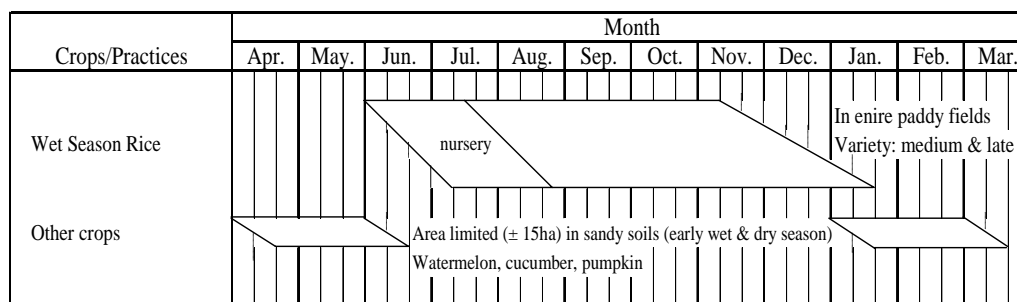 Month
Crops/Practices Apr. May. Jun. Jul. Aug. Sep. Oct. Nov. Dec. Jan. Feb. Mar.
In enire paddy fields
Wet Season Rice nursery Variety: medium & late
Other crops Area limited (± 15ha) in sandy soils (early wet & dry season)
Watermelon, cucumber, pumpkin